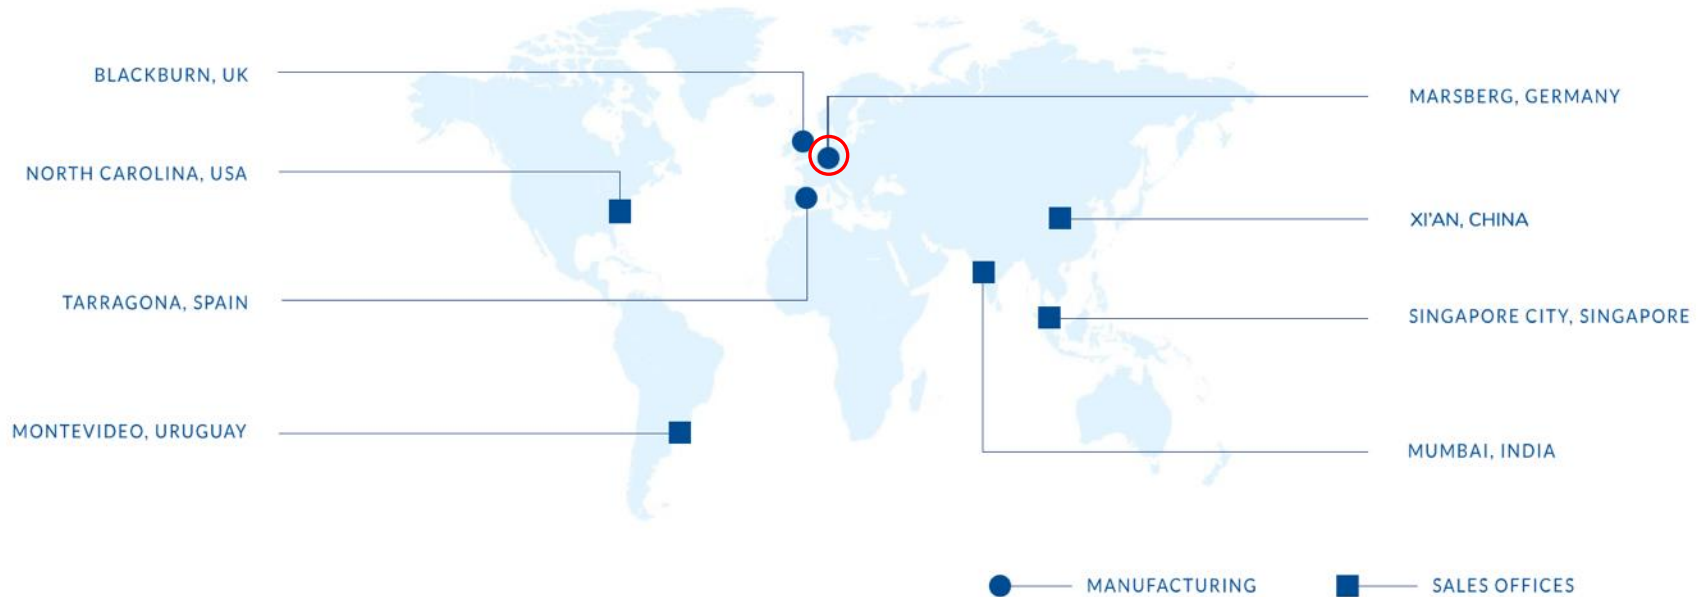 BLACKBURN, UK
NORTH CAROLINA, USA
TARRAGONA, SPAIN
MONTEVIDEO, URUGUAY
MARSBERG, GERMANY
XI'AN, CHINA
SINGAPORE CITY, SINGAPORE
MUMBAI, INDIA
MANUFACTURING
SALES OFFICES